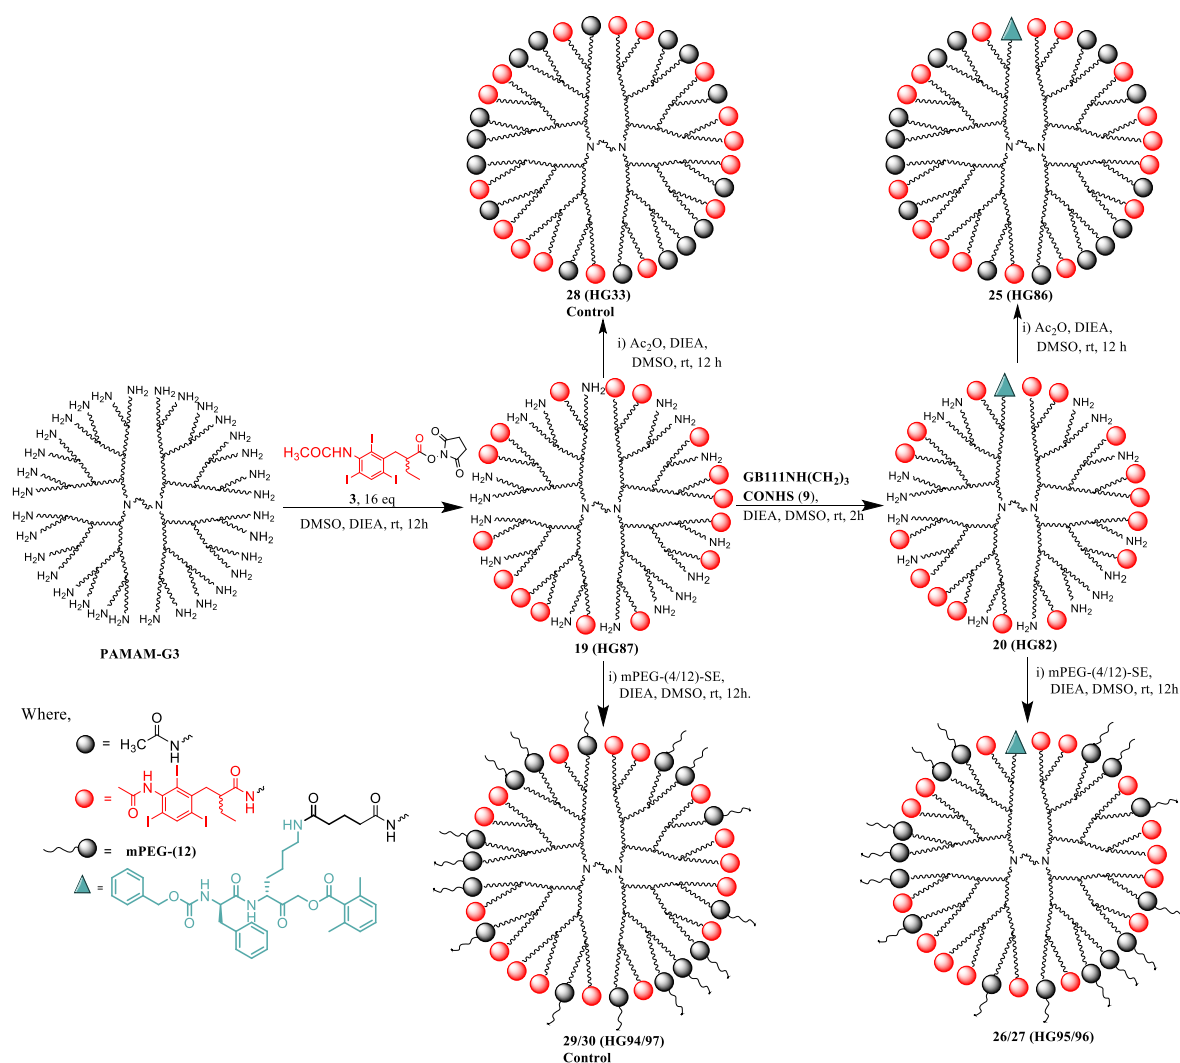 28 (HG33)
Control
25 (HG86)
i) Ac2O, DIEA,
DMSO, rt, 12 h
i) Ac2O, DIEA,
DMSO, rt, 12 h
H3COCHN
I
I
I
O
O
N
O
O
3, 16 eq
DMSO, DIEA, rt, 12h
GB111NH(CH2)3
CONHS (9),
DIEA, DMSO, rt, 2h
NH2
H2N
N
N
PAMAM-G3
19 (HG87)
20 (HG82)
i) mPEG-(4/12)-SE,
DIEA, DMSO, rt, 12h.
i) mPEG-(4/12)-SE,
DIEA, DMSO, rt, 12h
Where,
=
H3C
O
N
H
=
O
H
N
I
I
I
O
N
H
= mPEG-(12)
=
O
O
H
N
O
N
H
O
O
O
HN
O
O
N
H
29/30 (HG94/97)
Control
26/27 (HG95/96)